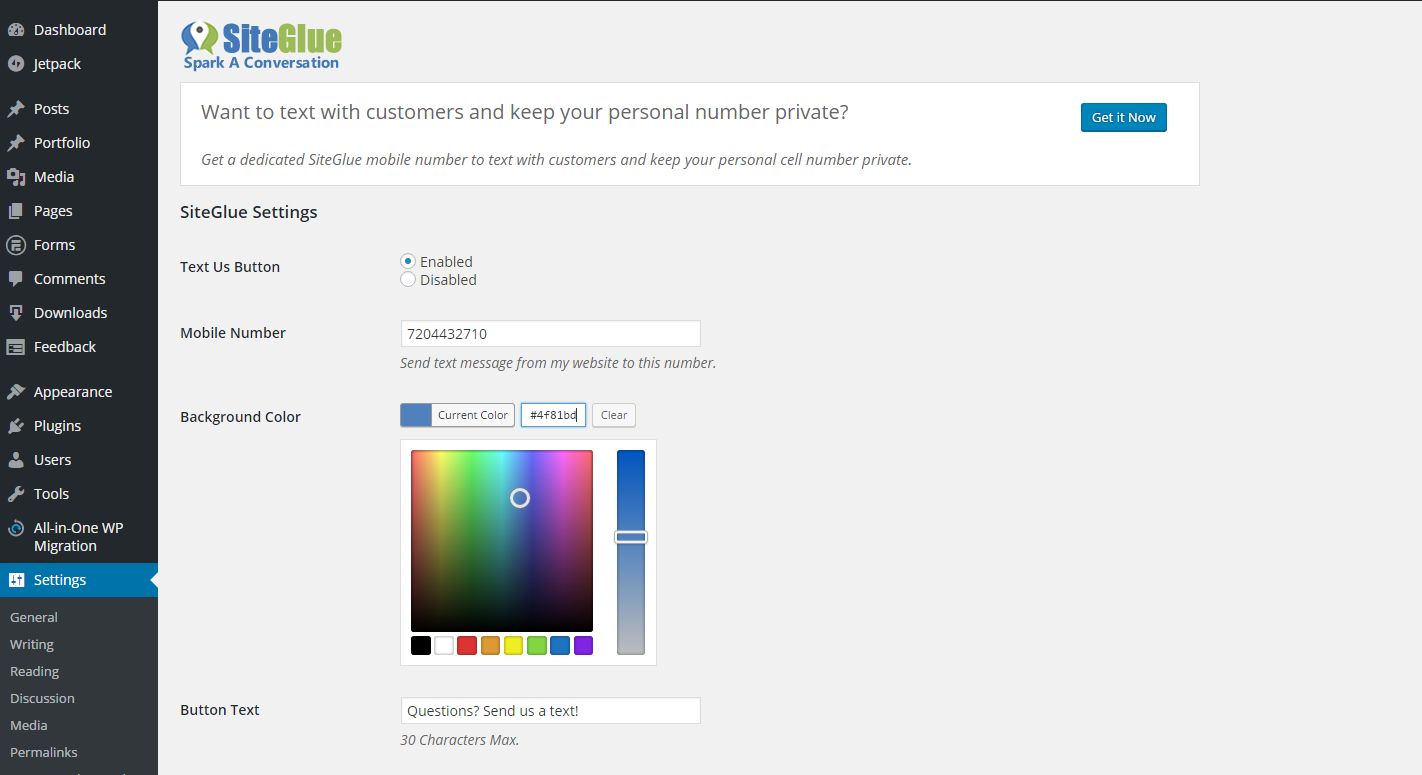 Dashboard
Jetpack
Posts
Portfolio
Media
Pages
Forms
Comments
Downloads
Feedback
Appearance
Plugins
Users
Tools
All-in-One WP
Migration
Settings
General
Writing
Reading
Discussion
Media
Permalinks
SiteGlue
Spark A Conversation
Want to text with customers and keep your personal number private?
Get it Now
Get a dedicated SiteGlue mobile number to text with customers and keep your personal cell number private.
SiteGlue Settings
Text Us Button
Enabled
Disabled
Mobile Number
7204432710
Send text message from my website to this number.
Background Color
Current Color
#4f81bd
Clear
Button Text
Questions? Send us a text!
30 Characters Max.